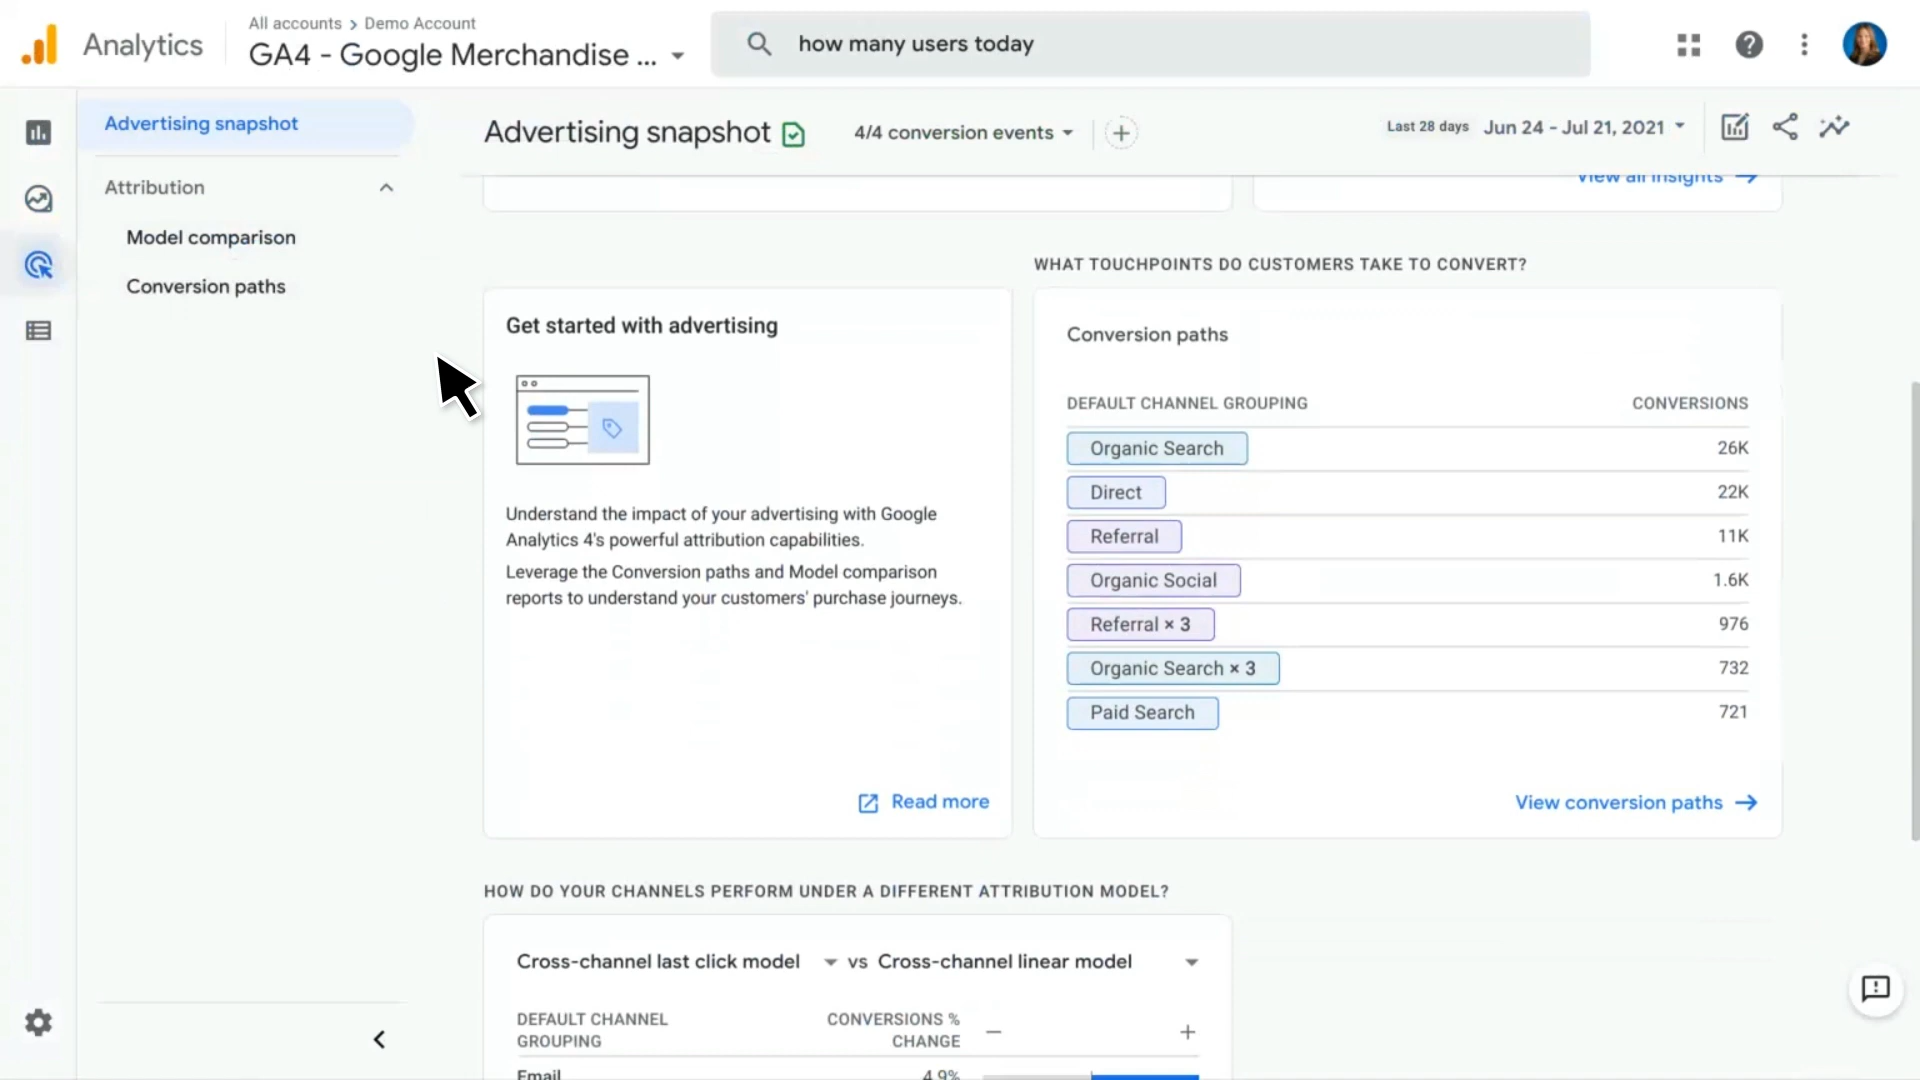 Analytics
All accounts > Demo Account
GA4 - Google Merchandise ...
how many users today
Advertising snapshot
Attribution
Model comparison
Conversion paths
Advertising snapshot
4/4 conversion events
Last 28 days Jun 24 - Jul 21, 2021
View all insights
WHAT TOUCHPOINTS DO CUSTOMERS TAKE TO CONVERT?
Get started with advertising
Understand the impact of your advertising with Google
Analytics 4's powerful attribution capabilities.
Leverage the Conversion paths and Model comparison
reports to understand your customers' purchase journeys.
Read more
Conversion paths
DEFAULT CHANNEL GROUPING CONVERSIONS
Organic Search 26K
Direct 22K
Referral 11K
Organic Social 1.6K
Referral × 3 976
Organic Search × 3 732
Paid Search 721
View conversion paths
HOW DO YOUR CHANNELS PERFORM UNDER A DIFFERENT ATTRIBUTION MODEL?
Cross-channel last click model vs Cross-channel linear model
DEFAULT CHANNEL
GROUPING
CONVERSIONS %
CHANGE
Email 4.9%